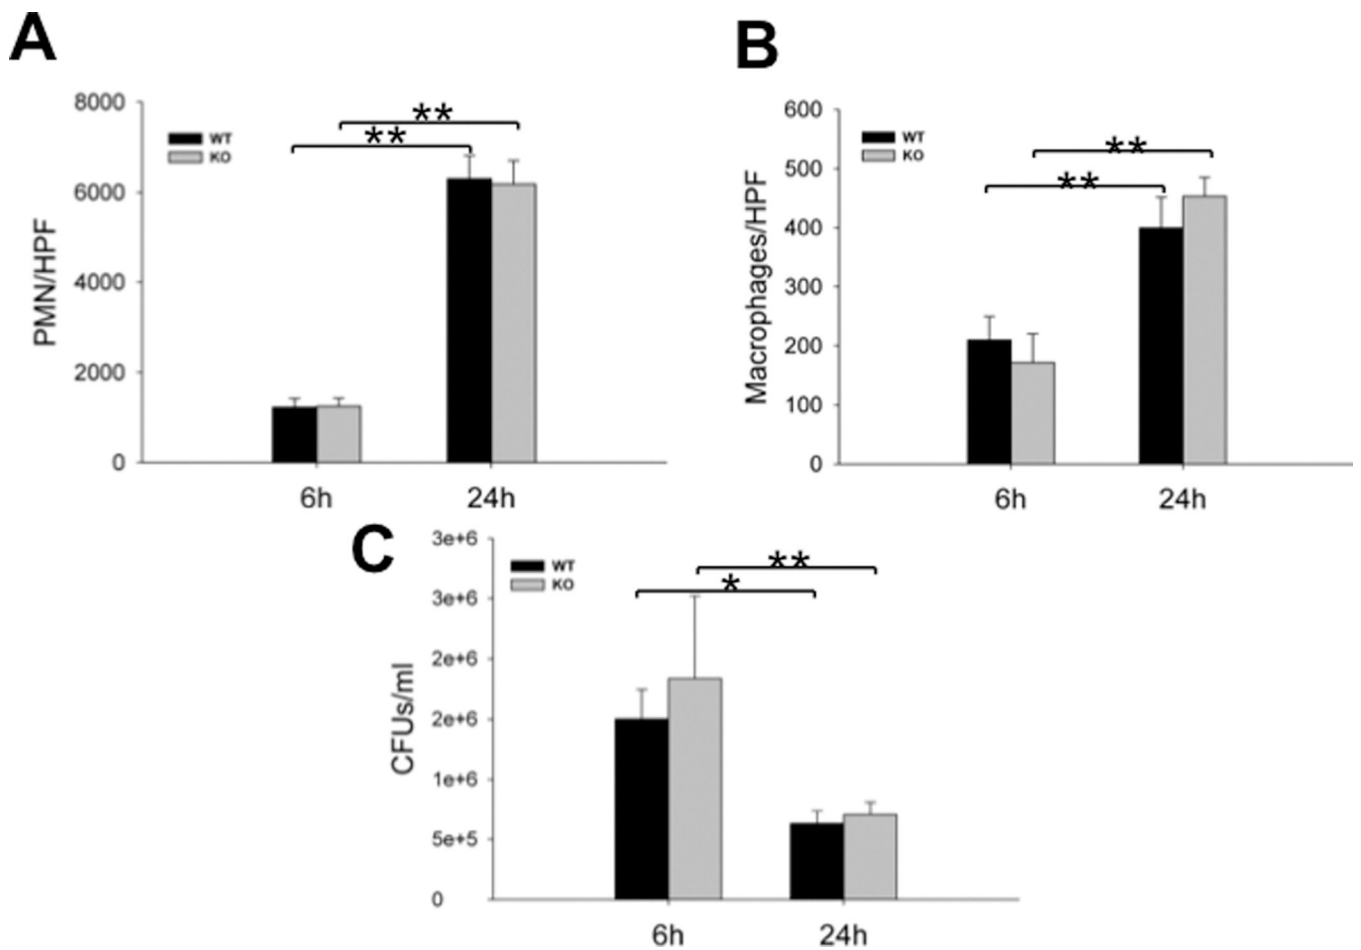 A
PMN/HPF
8000
6000
4000
2000
0
WT
KO
**
**
6h
24h
B
Macrophages/HPF
600
500
400
300
200
100
0
WT
KO
**
**
6h
24h
C
CFUs/ml
3e+6
3e+6
2e+6
2e+6
1e+6
5e+5
0
WT
KO
**
*
6h
24h